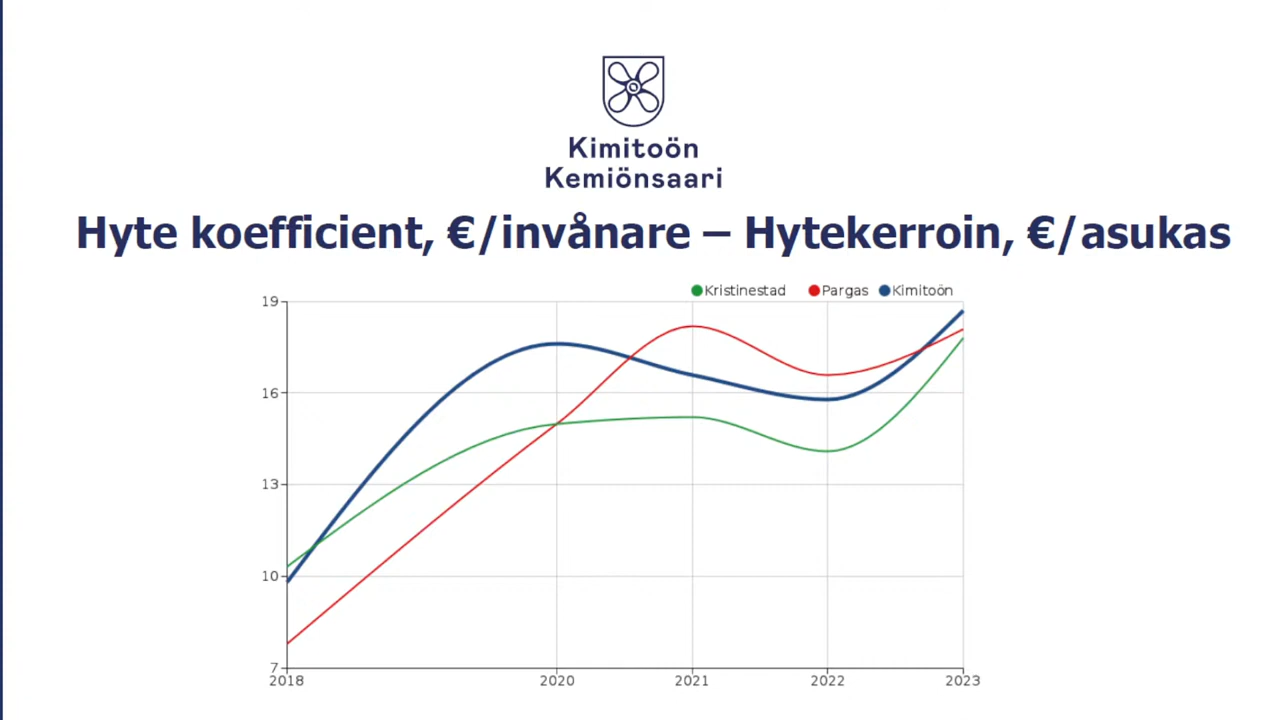 Kimitoön
Kemiönsaari
Hyte koefficient, €/invånare – Hytekerroin, €/asukas
Kristinestad Pargas Kimitoön
19
16
13
10
7
2018 2020 2021 2022 2023